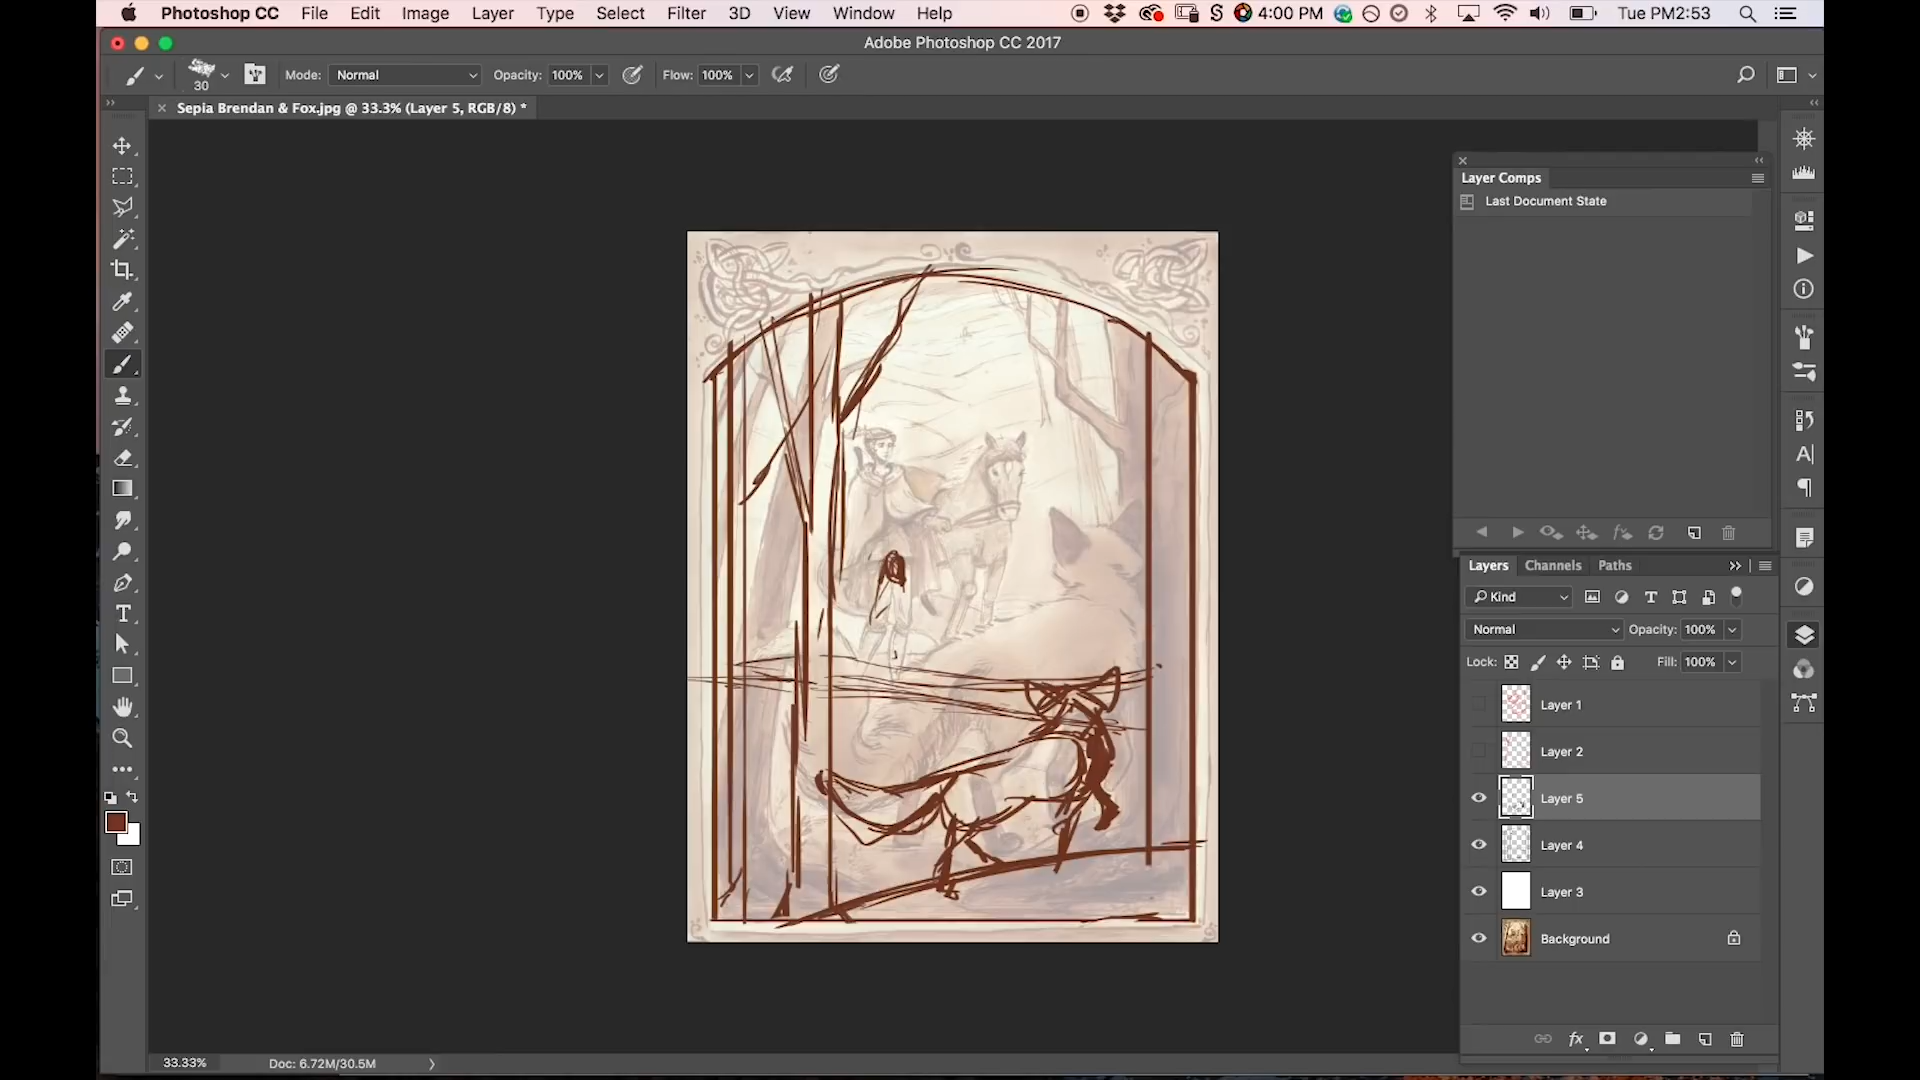 Photoshop CC File Edit Image Layer Type Select Filter 3D View Window Help S 4:00 PM Tue PM2:53
Adobe Photoshop CC 2017
30 Mode: Normal Opacity: 100% Flow: 100%
Sepia Brendan & Fox.jpg @ 33.3% (Layer 5, RGB/8) *
Layer Comps
Last Document State
Layers Channels Paths
Kind
Normal Opacity: 100%
Lock: Fill: 100%
Layer 1
Layer 2
Layer 5
Layer 4
Layer 3
Background
fx
33.33% Doc: 6.72M/30.5M